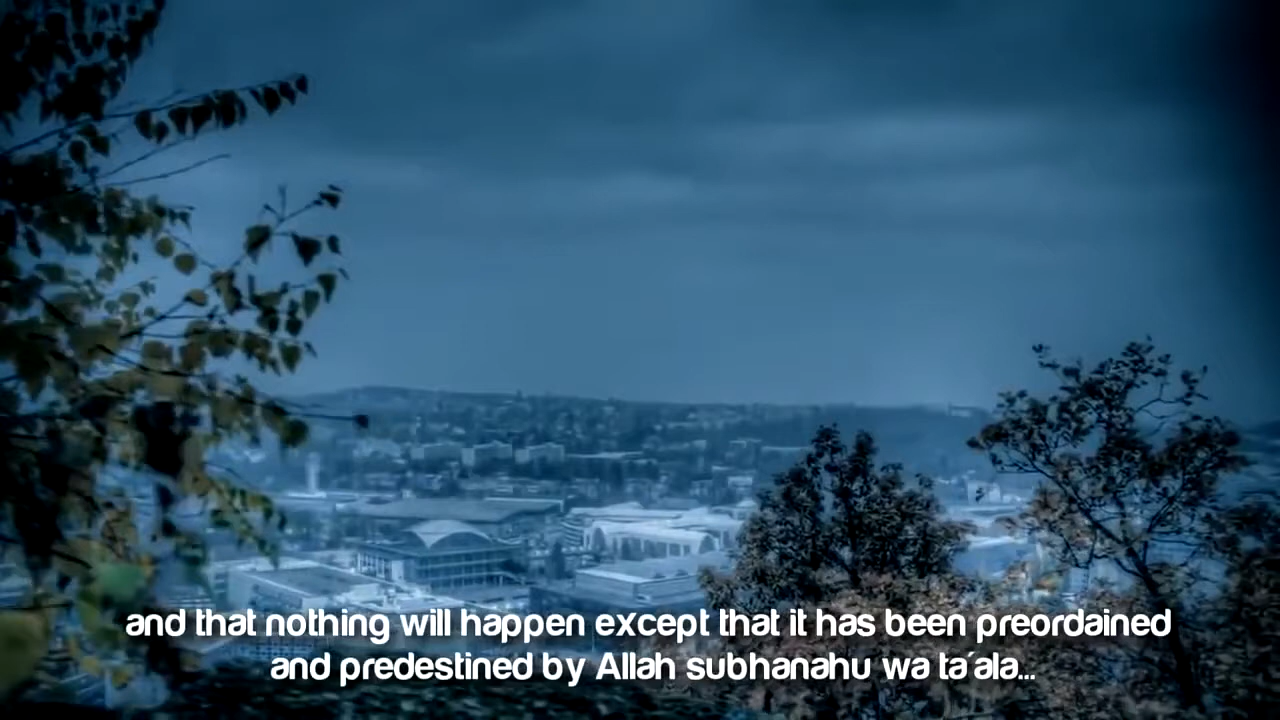 and that nothing will happen except that it has been preordained
and predestined by Allah subhanahu wa ta´ala...